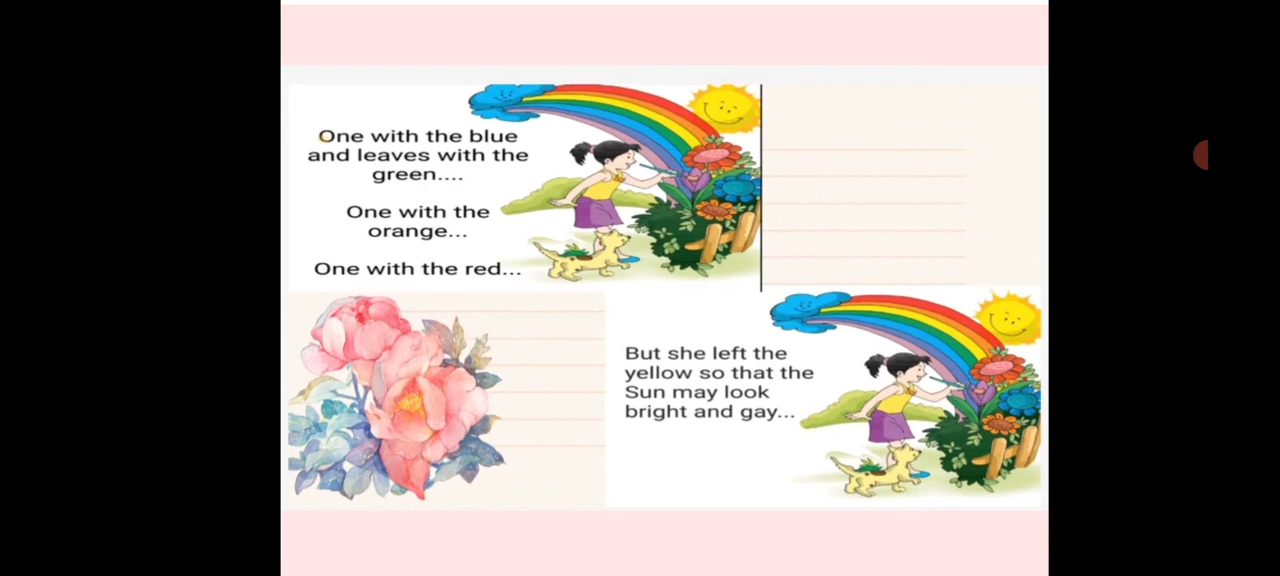 One with the blue
and leaves with the
green....
One with the
orange...
One with the red...
But she left the
yellow so that the
Sun may look
bright and gay...